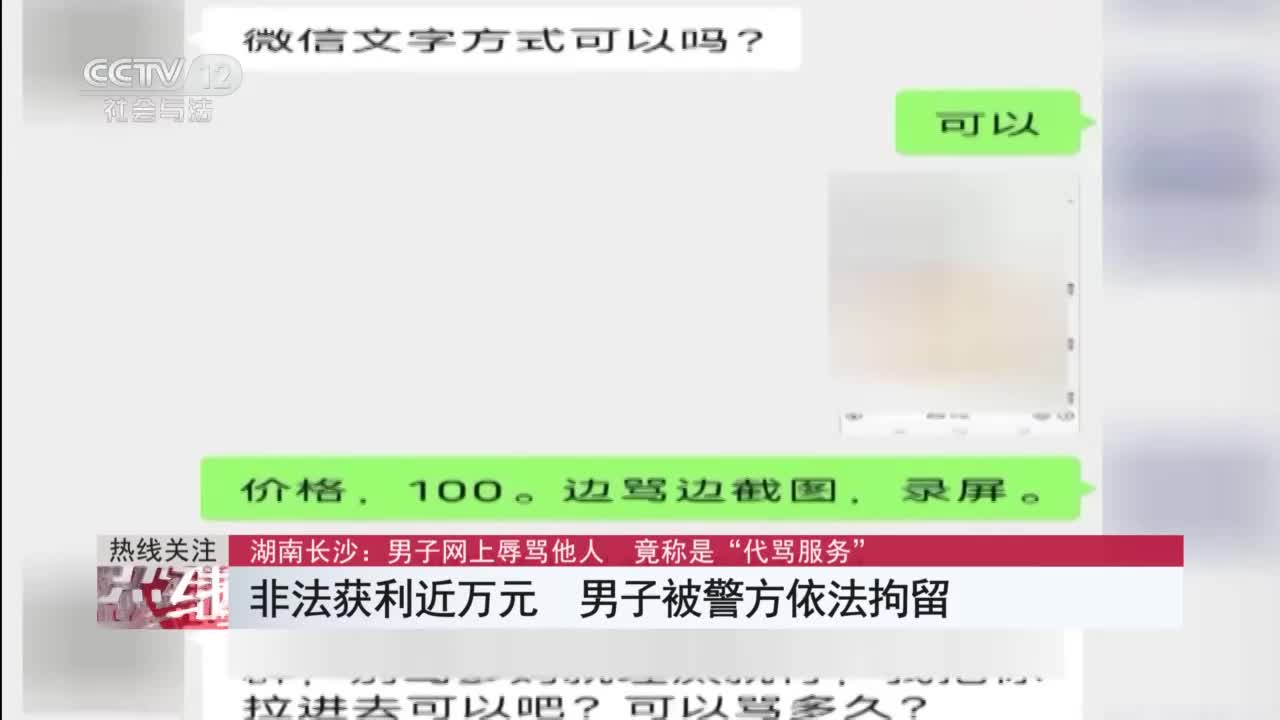 微信文字方式可以吗？
CCTV 12
社会与法
可以
价格，100。边骂边截图，录屏。
热线关注
湖南长沙：男子网上辱骂他人 竟称是“代骂服务”
热线
非法获利近万元 男子被警方依法拘留
拉进去可以吧？可以骂多久？